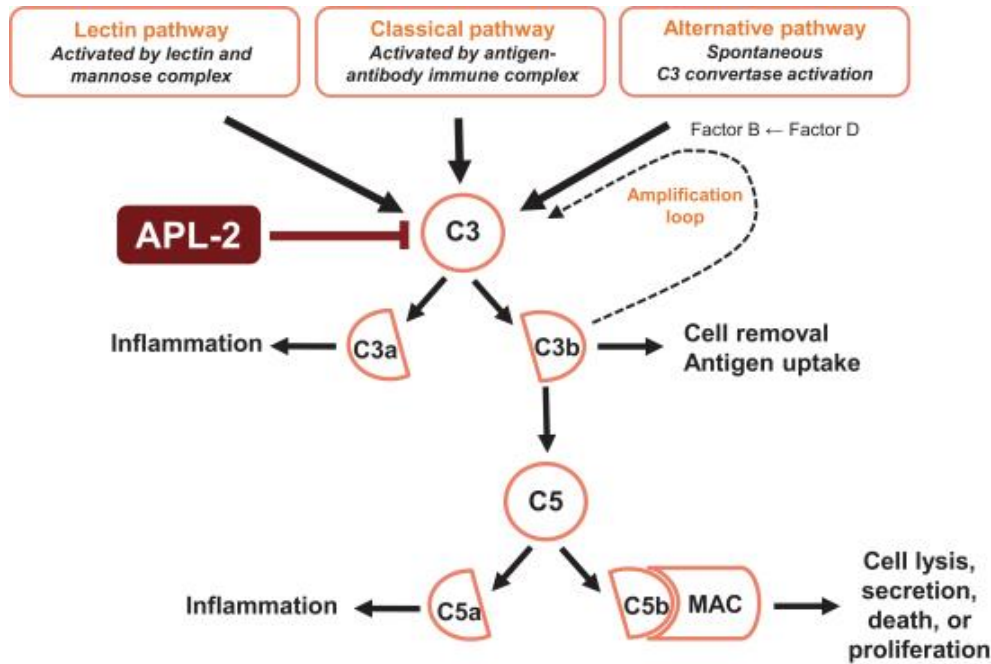 Lectin pathway
Activated by lectin and
mannose complex
Classical pathway
Activated by antigen-
antibody immune complex
Alternative pathway
Spontaneous
C3 convertase activation
Factor B ← Factor D
Amplification
loop
APL-2
C3
Inflammation
C3a
C3b
Cell removal
Antigen uptake
C5
Inflammation
C5a
C5b
MAC
Cell lysis,
secretion,
death, or
proliferation